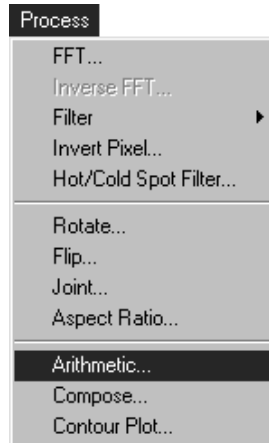 Process
FFT...
Inverse FFT...
Filter
Invert Pixel...
Hot/Cold Spot Filter...
Rotate...
Flip...
Joint...
Aspect Ratio...
Arithmetic...
Compose...
Contour Plot...